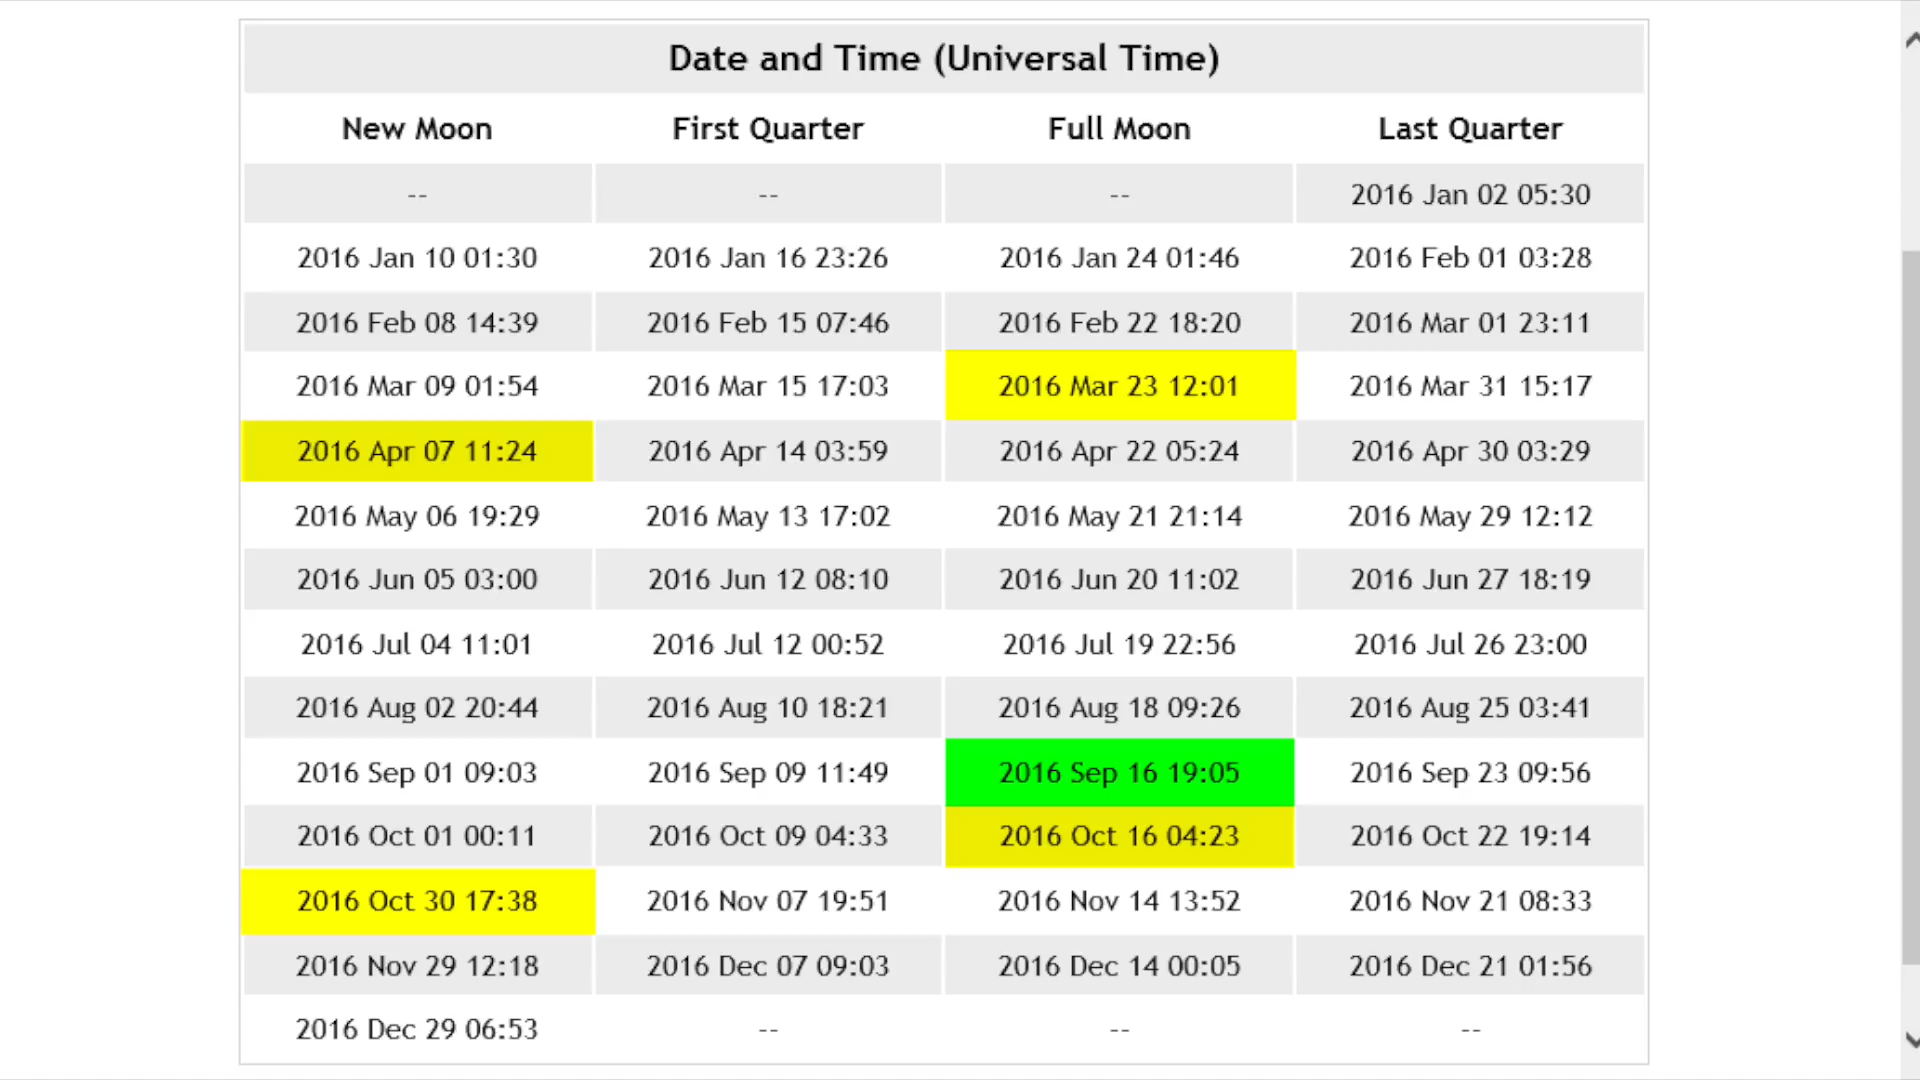 Date and Time (Universal Time)
New Moon First Quarter Full Moon Last Quarter
-- -- -- 2016 Jan 02 05:30
2016 Jan 10 01:30 2016 Jan 16 23:26 2016 Jan 24 01:46 2016 Feb 01 03:28
2016 Feb 08 14:39 2016 Feb 15 07:46 2016 Feb 22 18:20 2016 Mar 01 23:11
2016 Mar 09 01:54 2016 Mar 15 17:03 2016 Mar 23 12:01 2016 Mar 31 15:17
2016 Apr 07 11:24 2016 Apr 14 03:59 2016 Apr 22 05:24 2016 Apr 30 03:29
2016 May 06 19:29 2016 May 13 17:02 2016 May 21 21:14 2016 May 29 12:12
2016 Jun 05 03:00 2016 Jun 12 08:10 2016 Jun 20 11:02 2016 Jun 27 18:19
2016 Jul 04 11:01 2016 Jul 12 00:52 2016 Jul 19 22:56 2016 Jul 26 23:00
2016 Aug 02 20:44 2016 Aug 10 18:21 2016 Aug 18 09:26 2016 Aug 25 03:41
2016 Sep 01 09:03 2016 Sep 09 11:49 2016 Sep 16 19:05 2016 Sep 23 09:56
2016 Oct 01 00:11 2016 Oct 09 04:33 2016 Oct 16 04:23 2016 Oct 22 19:14
2016 Oct 30 17:38 2016 Nov 07 19:51 2016 Nov 14 13:52 2016 Nov 21 08:33
2016 Nov 29 12:18 2016 Dec 07 09:03 2016 Dec 14 00:05 2016 Dec 21 01:56
2016 Dec 29 06:53 -- -- --